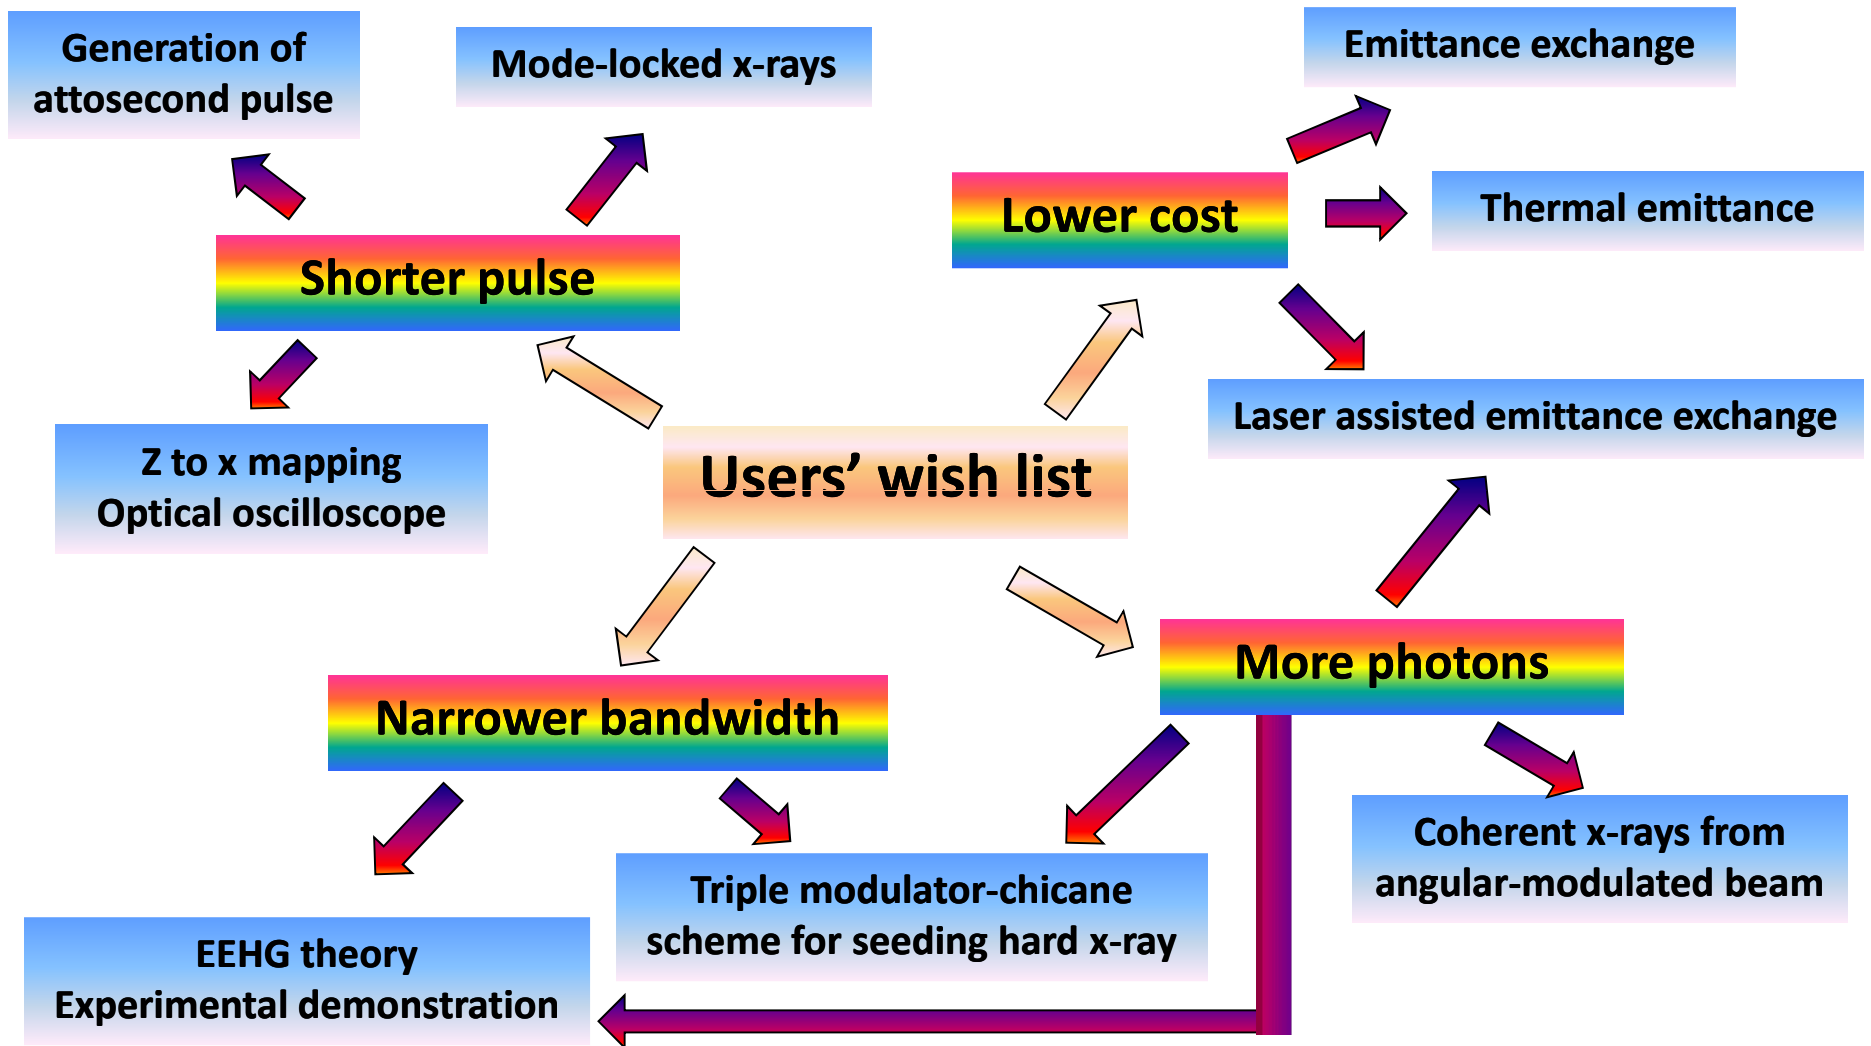 Generation of
attosecond pulse
Mode-locked x-rays
Emittance exchange
Lower cost
Thermal emittance
Shorter pulse
Laser assisted emittance exchange
Z to x mapping
Optical oscilloscope
Users’ wish list
More photons
Narrower bandwidth
Coherent x-rays from
angular-modulated beam
Triple modulator-chicane
scheme for seeding hard x-ray
EEHG theory
Experimental demonstration